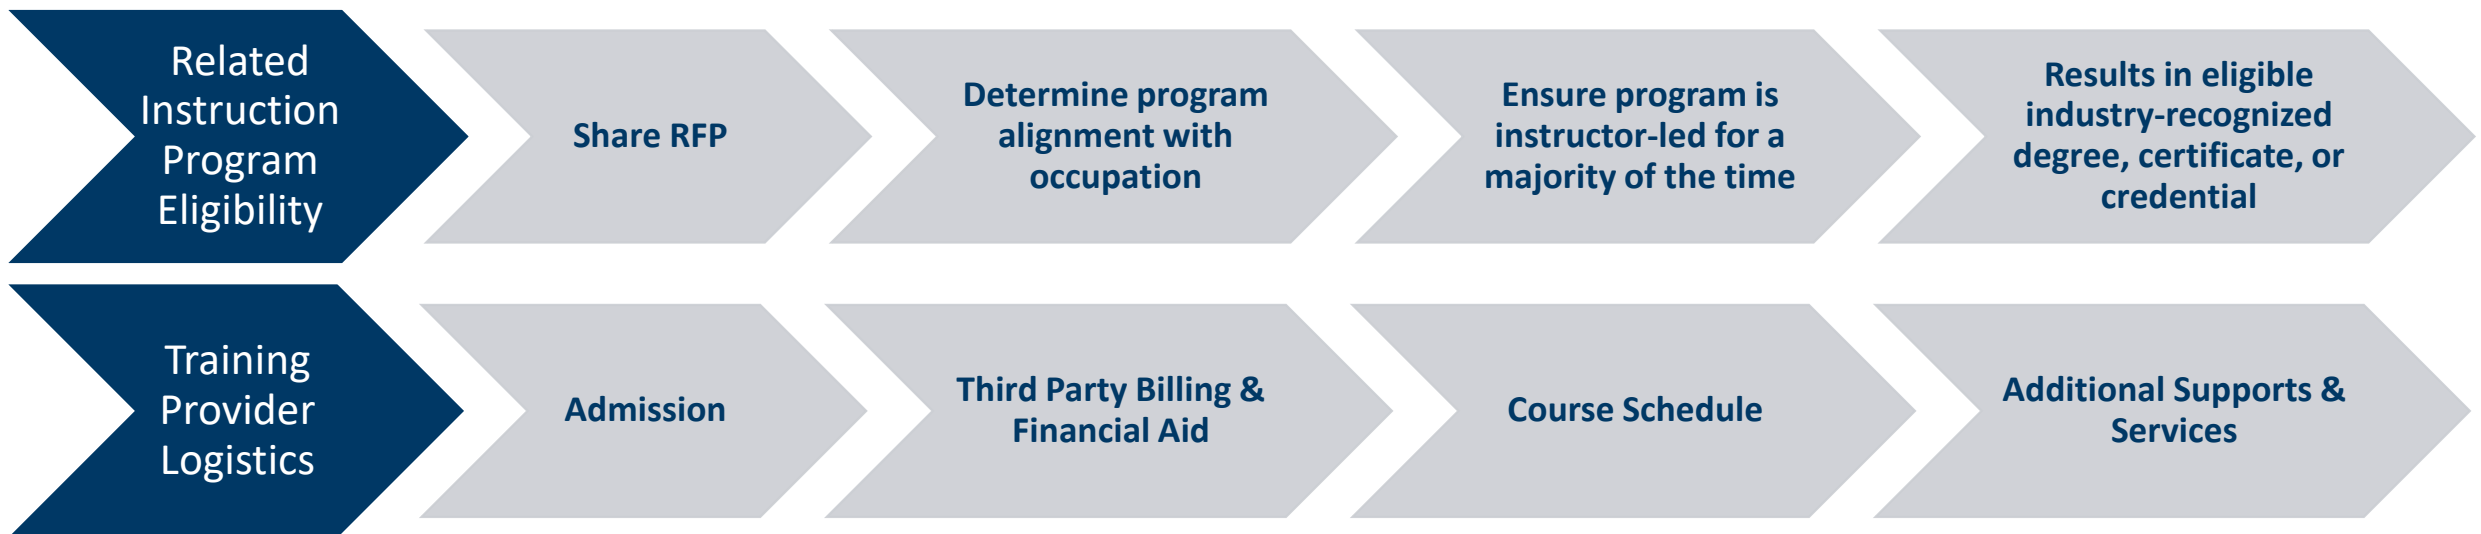 Related
Instruction
Program
Eligibility
Share RFP
Determine program
alignment with
occupation
Ensure program is
instructor-led for a
majority of the time
Results in eligible
industry-recognized
degree, certificate, or
credential
Training
Provider
Logistics
Admission
Third Party Billing &
Financial Aid
Course Schedule
Additional Supports &
Services